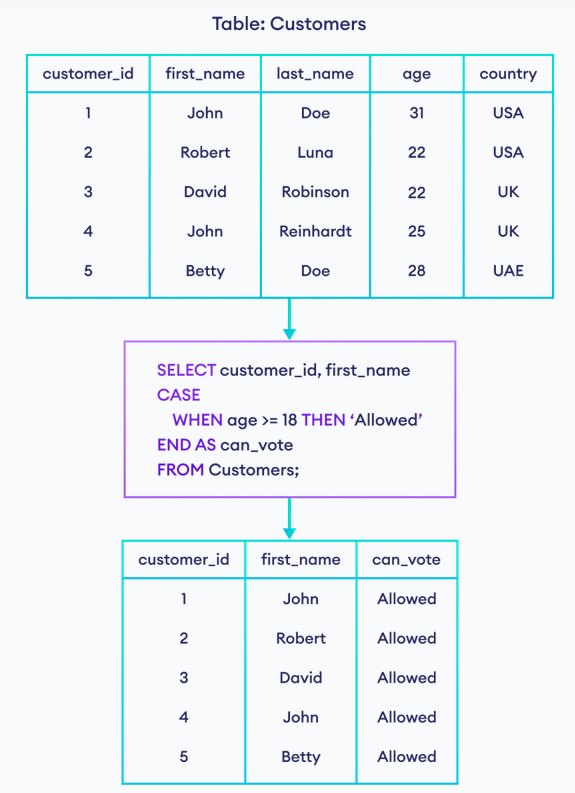 Table: Customers
customer_id first_name last_name age country
1 John Doe 31 USA
2 Robert Luna 22 USA
3 David Robinson 22 UK
4 John Reinhardt 25 UK
5 Betty Doe 28 UAE
SELECT customer_id, first_name
CASE
WHEN age >= 18 THEN ‘Allowed’
END AS can_vote
FROM Customers;
customer_id first_name can_vote
1 John Allowed
2 Robert Allowed
3 David Allowed
4 John Allowed
5 Betty Allowed